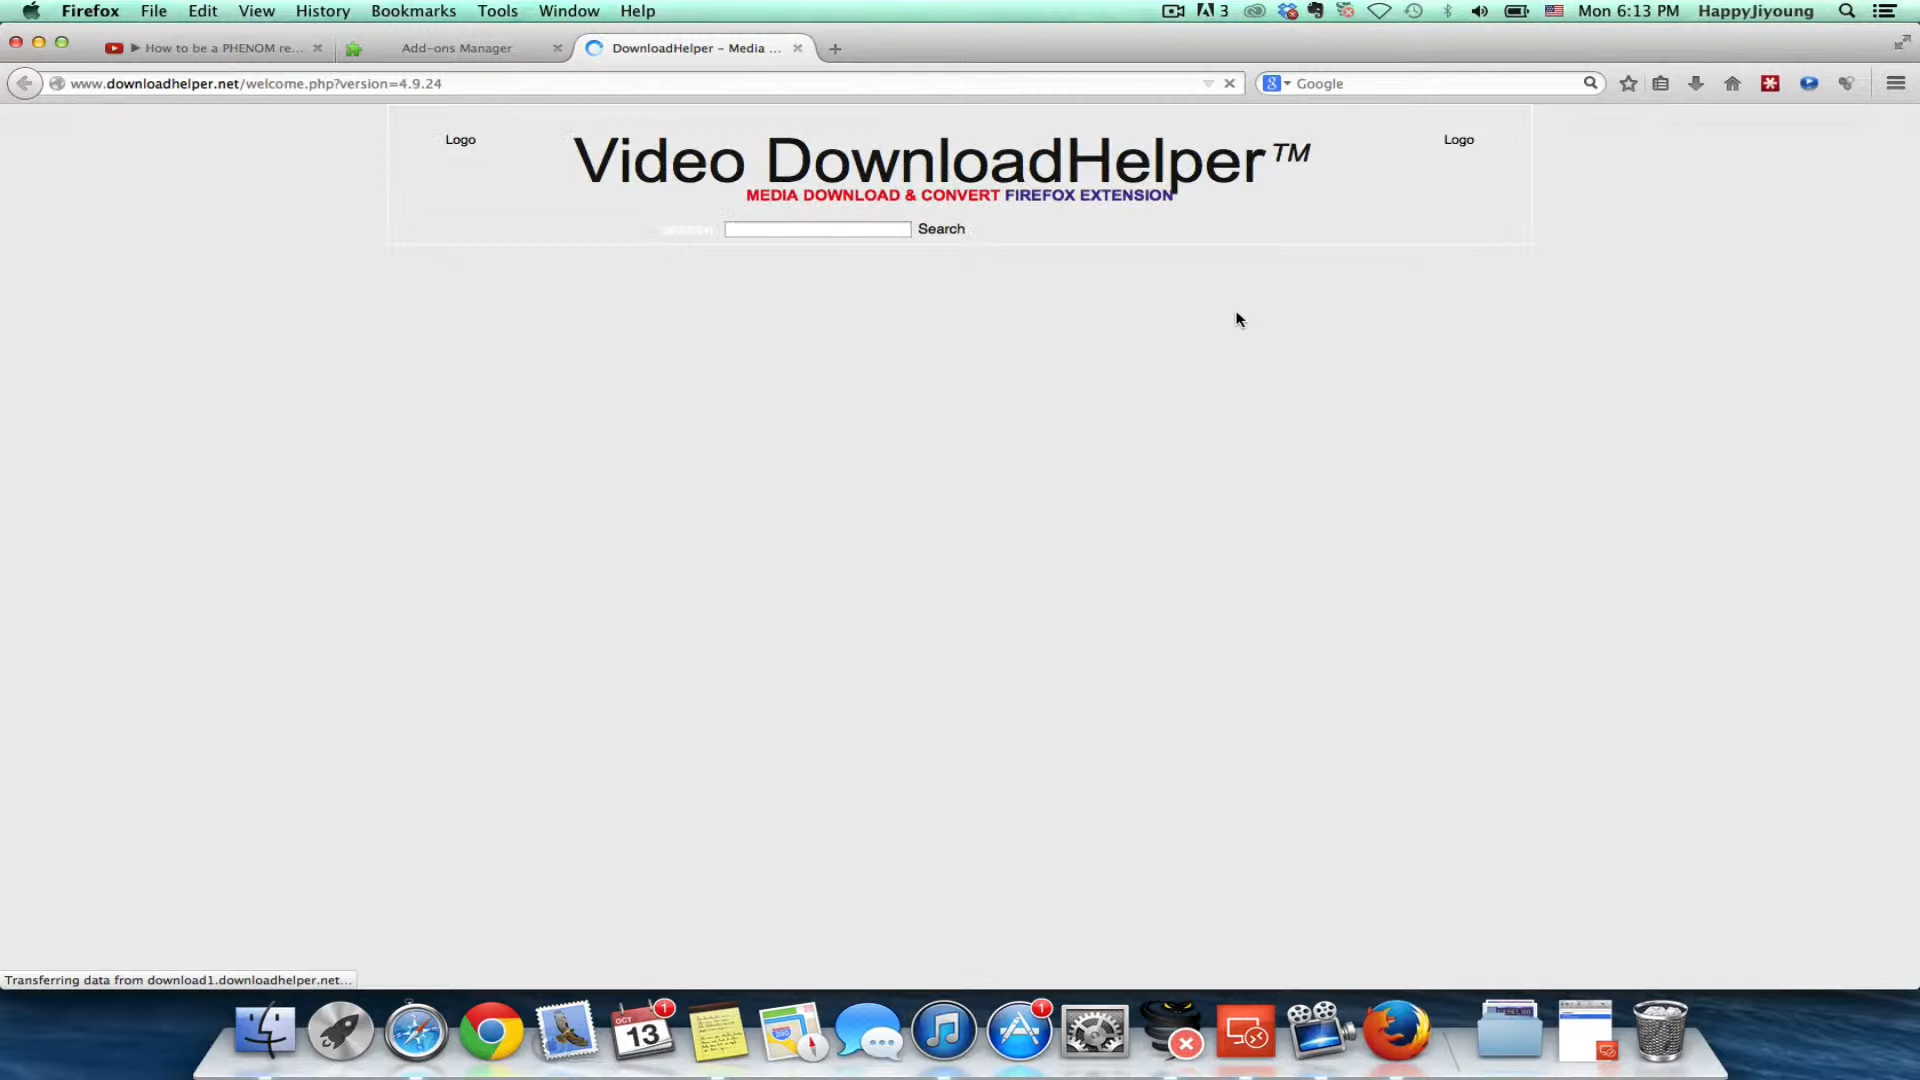 Firefox File Edit View History Bookmarks Tools Window Help 3 Mon 6:13 PM HappyJiyoung
▶ How to be a PHENOM re... Add-ons Manager DownloadHelper - Media ...
www.downloadhelper.net/welcome.php?version=4.9.24 Google
Logo Video DownloadHelper™ Logo
MEDIA DOWNLOAD & CONVERT FIREFOX EXTENSION
Search
Transferring data from download1.downloadhelper.net...
OCT 1 1
13